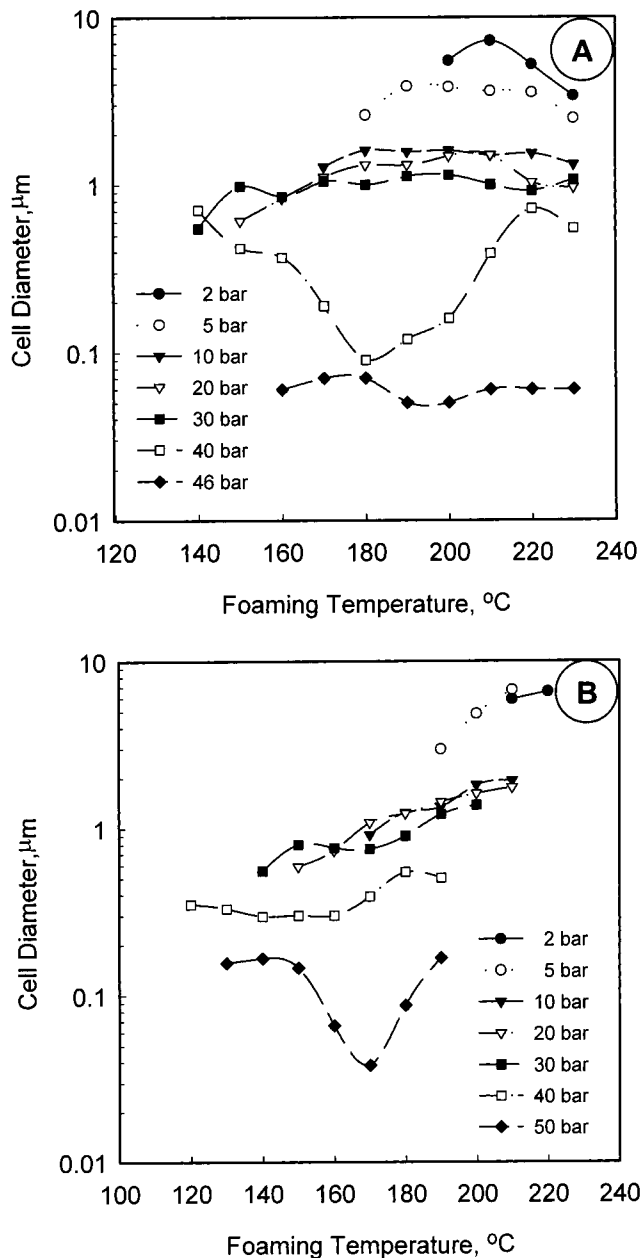 10
A
1
Cell Diameter,μm
2 bar
5 bar
10 bar
20 bar
30 bar
40 bar
46 bar
0.1
0.01
120 140 160 180 200 220 240
Foaming Temperature, °C
10
B
1
Cell Diameter,μm
2 bar
5 bar
10 bar
20 bar
30 bar
40 bar
50 bar
0.1
0.01
100 120 140 160 180 200 220 240
Foaming Temperature, °C